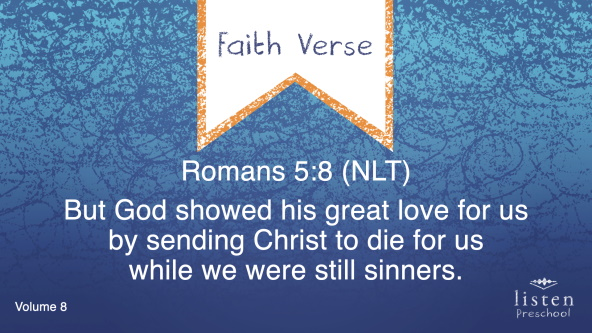 Faith Verse
Romans 5:8 (NLT)
But God showed his great love for us
by sending Christ to die for us
while we were still sinners.
Volume 8
listen
Preschool